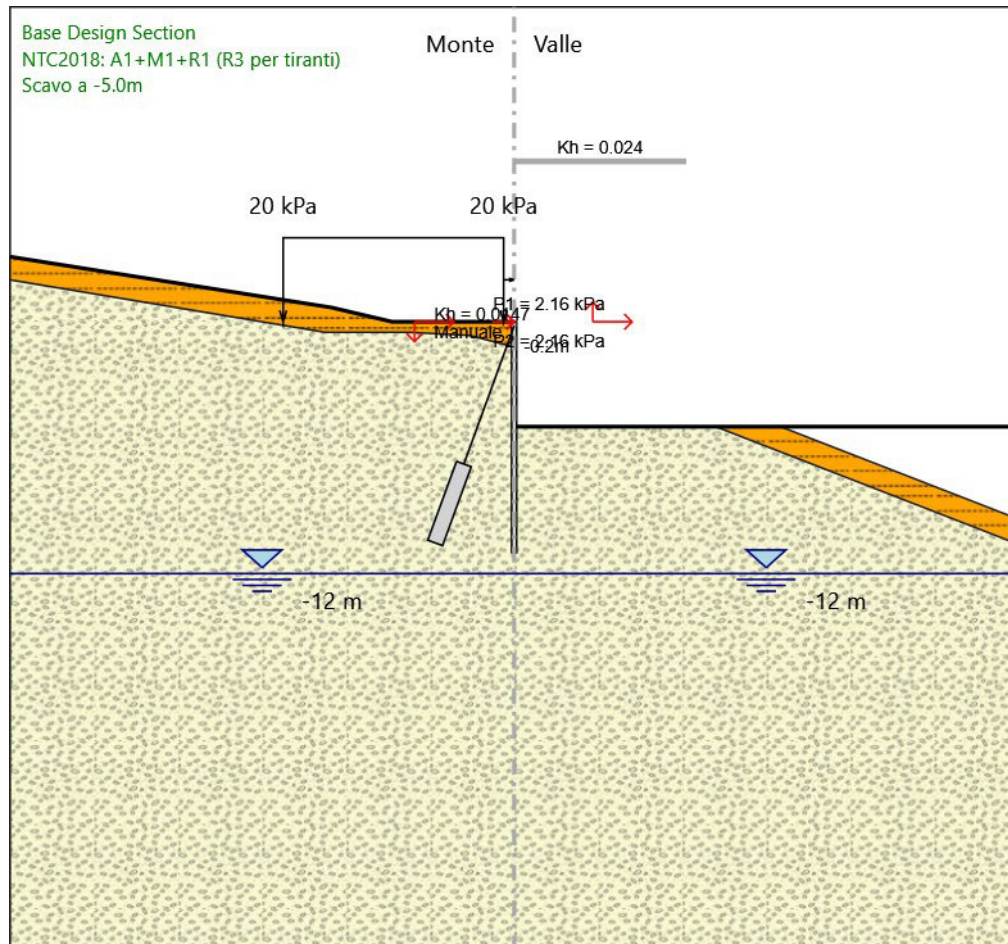 Base Design Section
NTC2018: A1+M1+R1 (R3 per tiranti)
Scavo a -5.0m
Monte Valle
Kh = 0.024
20 kPa 20 kPa
P1 = 2.16 kPa
Kh = 0.0147
Manuale
P2 = 2.16 kPa
-0.2m
-12 m -12 m